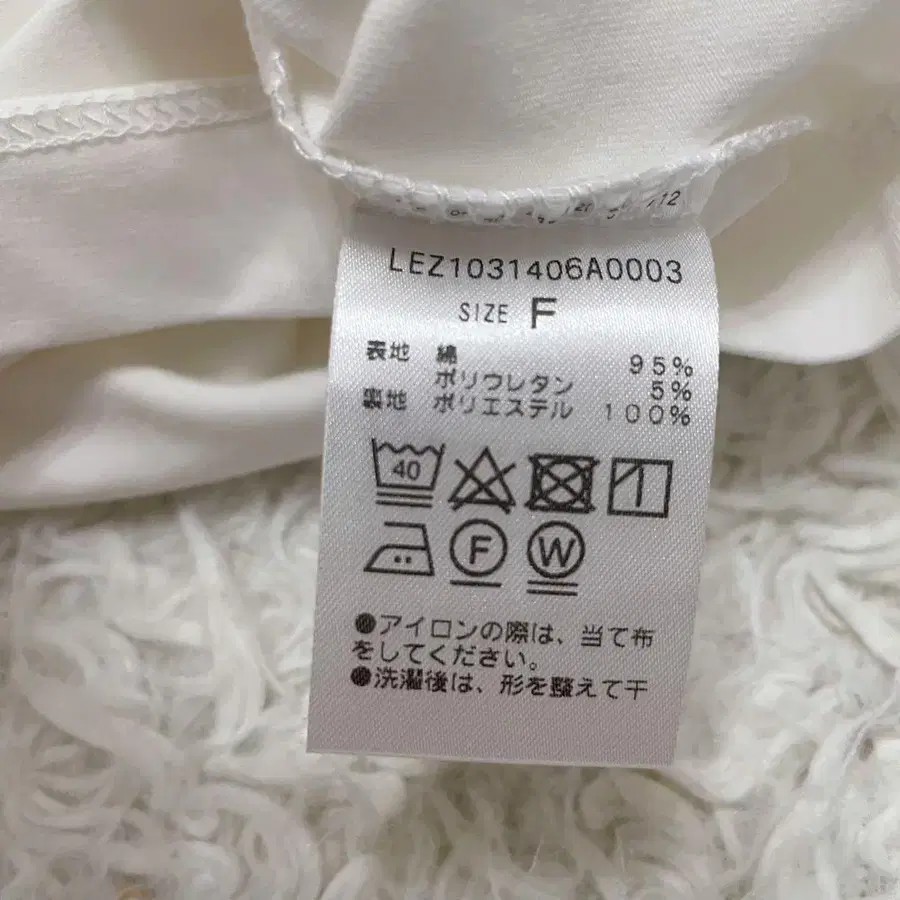 LEZ1031406A0003
SIZE F
表地 綿 95%
ポリウレタン 5%
裏地 ポリエステル 100%
40
F W
●アイロンの際は、当て布
をしてください。
●洗濯後は、形を整えて干